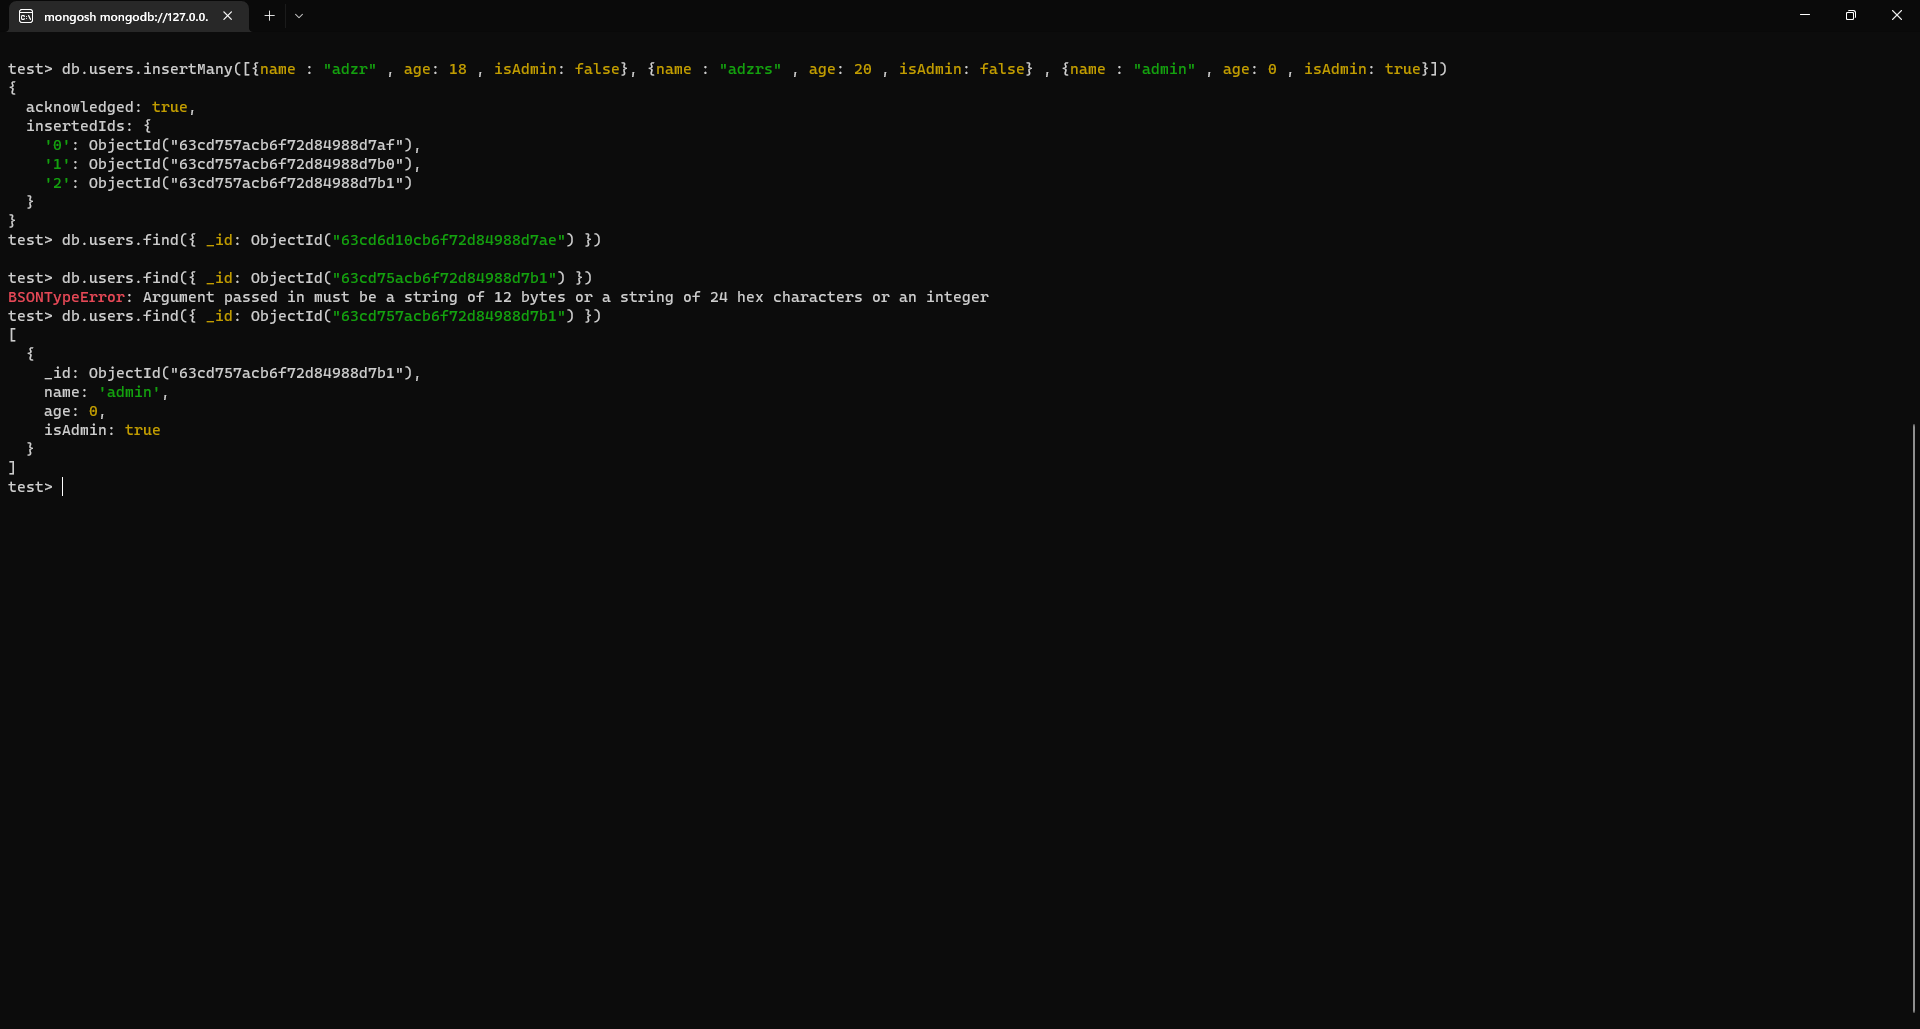 mongosh mongodb://127.0.0.
test> db.users.insertMany([{name : "adzr" , age: 18 , isAdmin: false}, {name : "adzrs" , age: 20 , isAdmin: false} , {name : "admin" , age: 0 , isAdmin: true}])
{
  acknowledged: true,
  insertedIds: {
    '0': ObjectId("63cd757acb6f72d84988d7af"),
    '1': ObjectId("63cd757acb6f72d84988d7b0"),
    '2': ObjectId("63cd757acb6f72d84988d7b1")
  }
}
test> db.users.find({ _id: ObjectId("63cd6d10cb6f72d84988d7ae") })
test> db.users.find({ _id: ObjectId("63cd75acb6f72d84988d7b1") })
BSONTypeError: Argument passed in must be a string of 12 bytes or a string of 24 hex characters or an integer
test> db.users.find({ _id: ObjectId("63cd757acb6f72d84988d7b1") })
[
  {
    _id: ObjectId("63cd757acb6f72d84988d7b1"),
    name: 'admin',
    age: 0,
    isAdmin: true
  }
]
test>